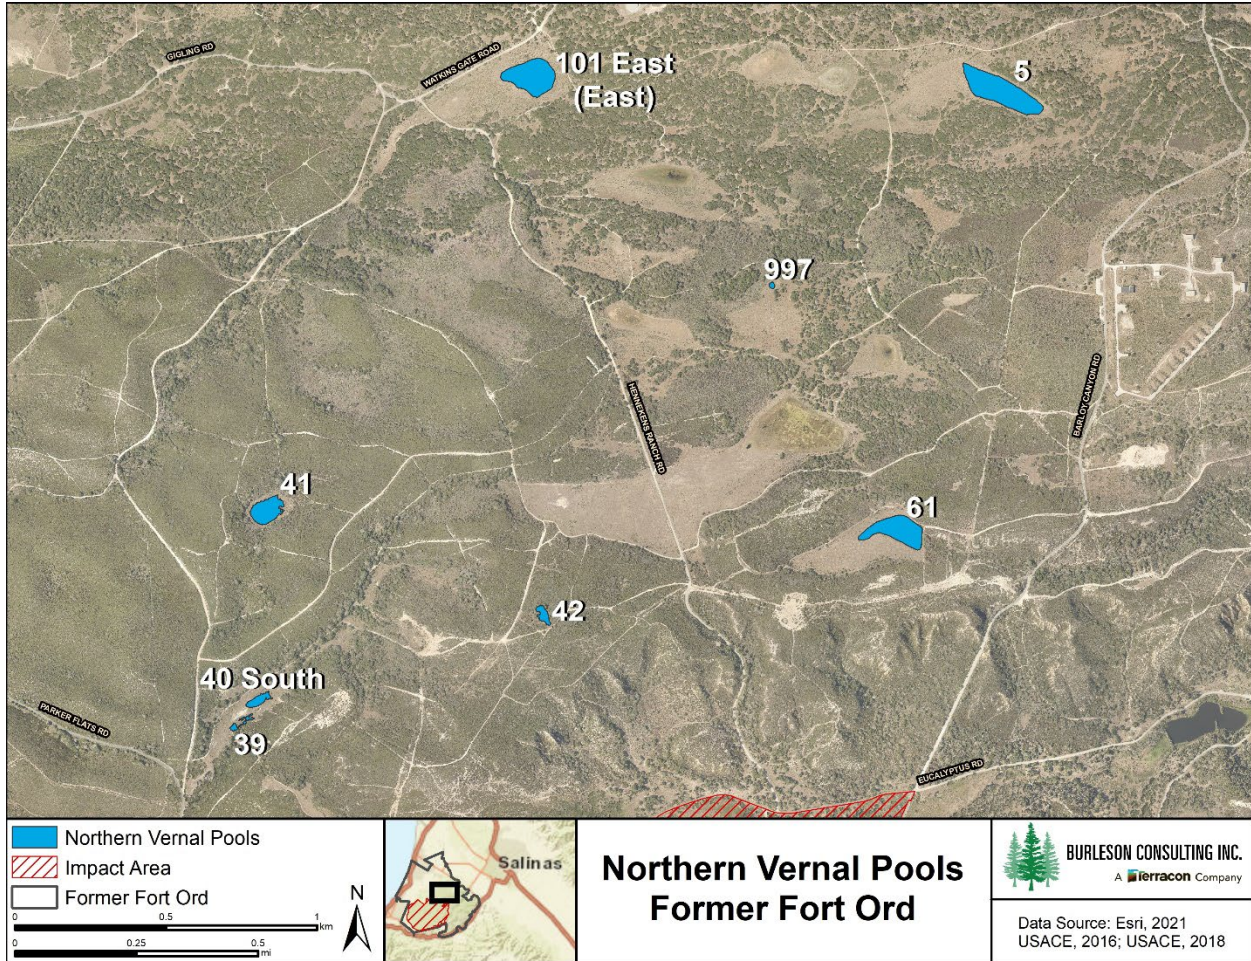 GIGLING RD
WATKINS GATE ROAD
101 East
(East)
5
997
HENNEKENS RANCH RD
BARLOY CANYON RD
41
61
42
40 South
39
PARKER FLATS RD
EUCALYPTUS RD
Northern Vernal Pools
Impact Area
Former Fort Ord
0 0.5 1
km
0 0.25 0.5
mi
N
Salinas
Northern Vernal Pools
Former Fort Ord
BURLESON CONSULTING INC.
A Terracon Company
Data Source: Esri, 2021
USACE, 2016; USACE, 2018